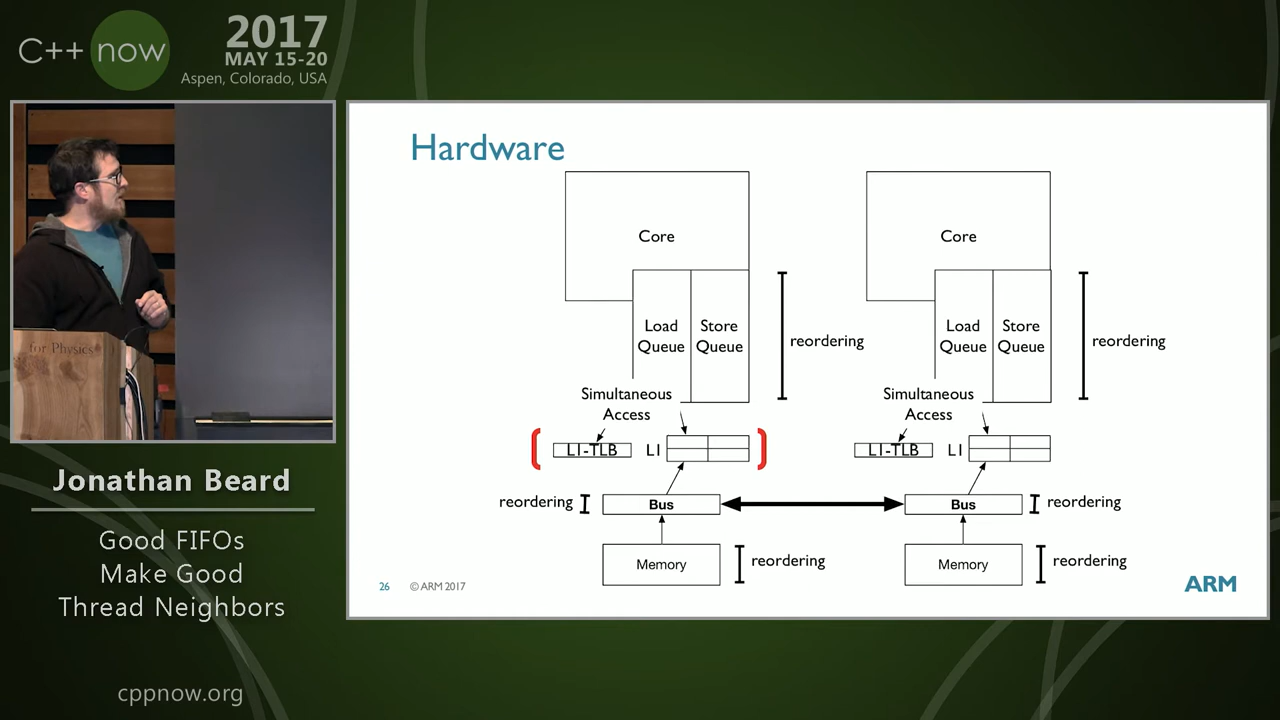 C++ now
2017
MAY 15-20
Aspen, Colorado, USA
for Physics
Jonathan Beard
Good FIFOs
Make Good
Thread Neighbors
cppnow.org
Hardware
Core
Load
Queue
Store
Queue
reordering
Simultaneous
Access
L1-TLB
L1
reordering
Bus
Memory
reordering
Core
Load
Queue
Store
Queue
reordering
Simultaneous
Access
L1-TLB
L1
Bus
reordering
Memory
reordering
26
© ARM 2017
ARM